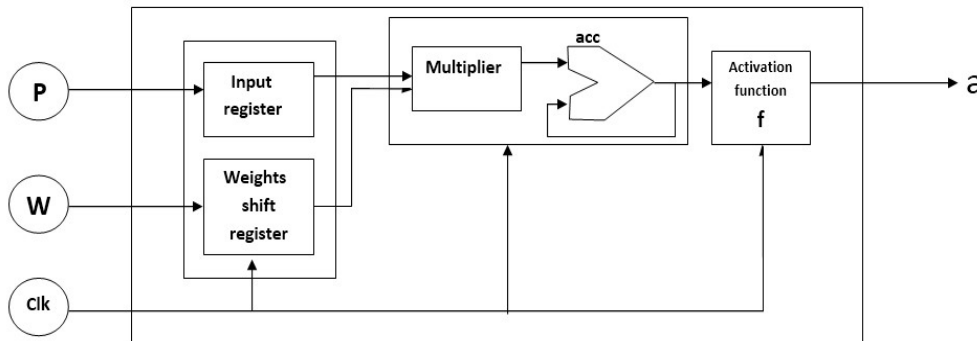 P
W
Clk
Input
register
Weights
shift
register
Multiplier
acc
Activation
function
f
a